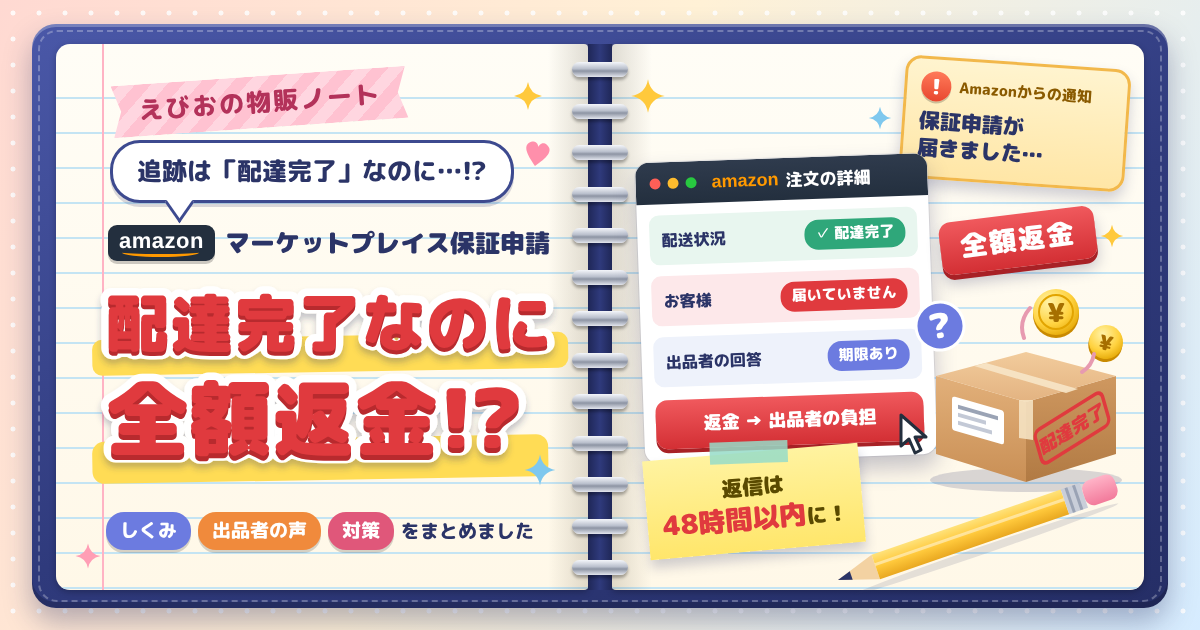 えびおの物販ノート
追跡は「配達完了」なのに…!?
amazon マーケットプレイス保証申請
配達完了なのに
全額返金!?
しくみ 出品者の声 対策 をまとめました
! Amazonからの通知
保証申請が
届きました…
amazon 注文の詳細
配送状況 ✓ 配達完了
お客様 届いていません
出品者の回答 期限あり
返金 → 出品者の負担
返信は
48時間以内に！
全額返金
?
¥
¥
配達完了